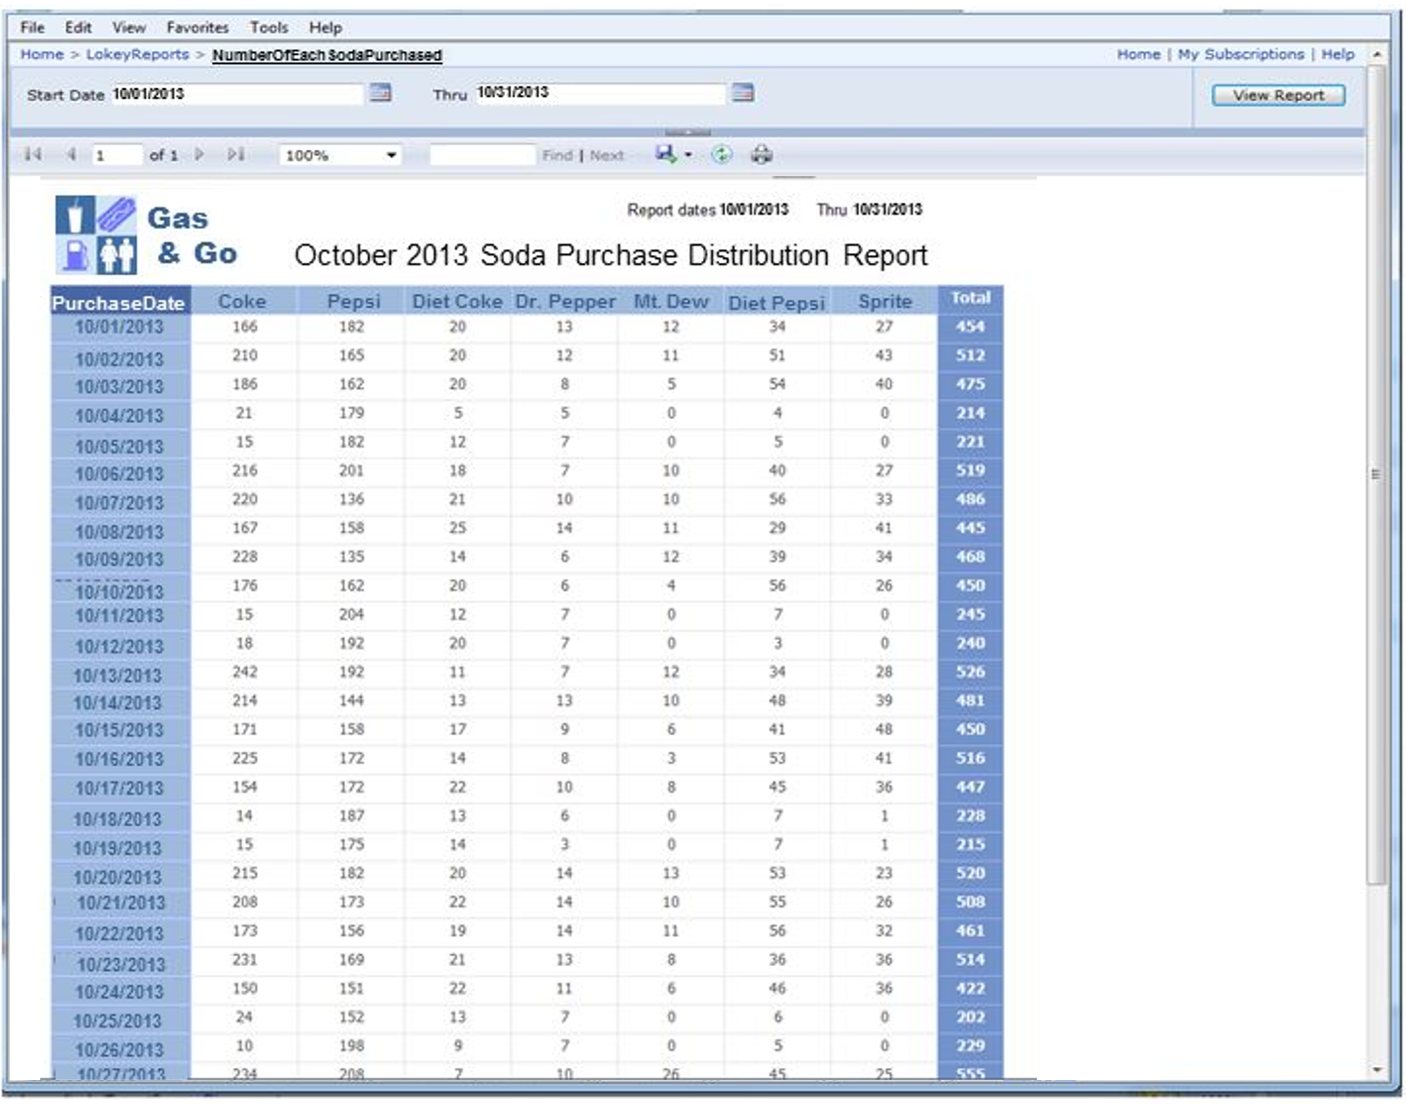 File Edit View Favorites Tools Help
Home > LokeyReports > NumberOfEachSodaPurchased Home | My Subscriptions | Help
Start Date 10/01/2013 Thru 10/31/2013 View Report
1 of 1 100% Find | Next
Report dates 10/01/2013 Thru 10/31/2013
Gas
& Go
October 2013 Soda Purchase Distribution Report
PurchaseDate Coke Pepsi Diet Coke Dr. Pepper Mt. Dew Diet Pepsi Sprite Total
10/01/2013 166 182 20 13 12 34 27 454
10/02/2013 210 165 20 12 11 51 43 512
10/03/2013 186 162 20 8 5 54 40 475
10/04/2013 21 179 5 5 0 4 0 214
10/05/2013 15 182 12 7 0 5 0 221
10/06/2013 216 201 18 7 10 40 27 519
10/07/2013 220 136 21 10 10 56 33 486
10/08/2013 167 158 25 14 11 29 41 445
10/09/2013 228 135 14 6 12 39 34 468
10/10/2013 176 162 20 6 4 56 26 450
10/11/2013 15 204 12 7 0 7 0 245
10/12/2013 18 192 20 7 0 3 0 240
10/13/2013 242 192 11 7 12 34 28 526
10/14/2013 214 144 13 13 10 48 39 481
10/15/2013 171 158 17 9 6 41 48 450
10/16/2013 225 172 14 8 3 53 41 516
10/17/2013 154 172 22 10 8 45 36 447
10/18/2013 14 187 13 6 0 7 1 228
10/19/2013 15 175 14 3 0 7 1 215
10/20/2013 215 182 20 14 13 53 23 520
10/21/2013 208 173 22 14 10 55 26 508
10/22/2013 173 156 19 14 11 56 32 461
10/23/2013 231 169 21 13 8 36 36 514
10/24/2013 150 151 22 11 6 46 36 422
10/25/2013 24 152 13 7 0 6 0 202
10/26/2013 10 198 9 7 0 5 0 229
10/27/2013 234 208 7 10 26 45 25 555